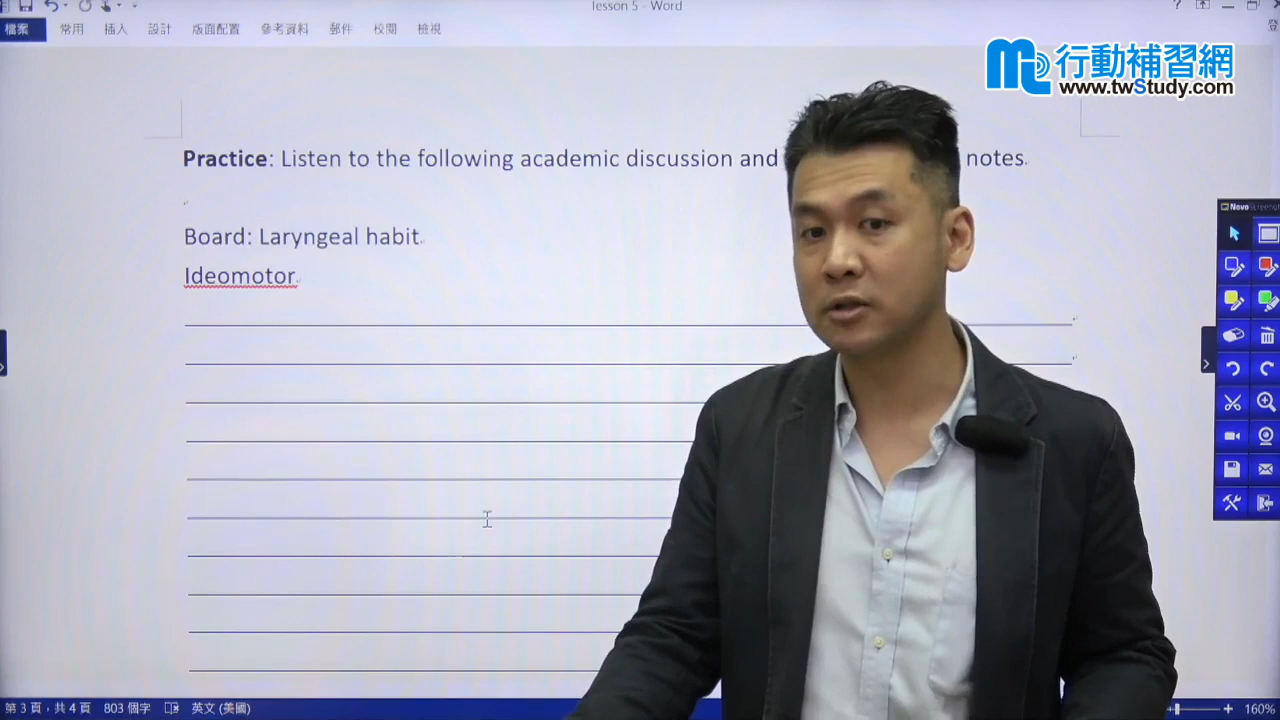 lesson 5 - Word
檔案 常用 插入 設計 版面配置 參考資料 郵件 校閱 檢視
行動補習網
www.twStudy.com
Practice: Listen to the following academic discussion and notes.
Board: Laryngeal habit
Ideomotor
Novo
第 3 頁，共 4 頁 803 個字 英文 (美國)
160%